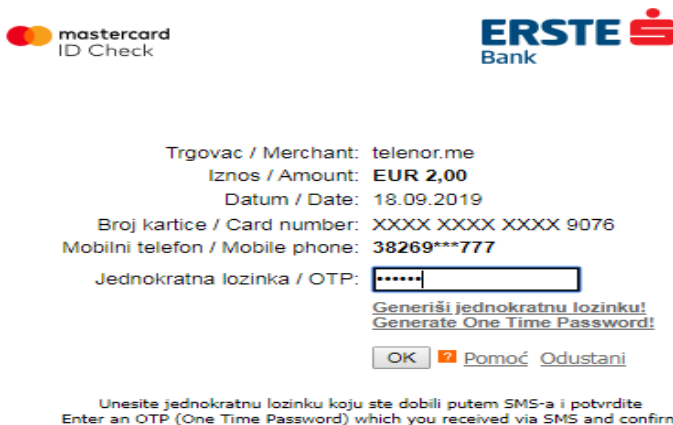 mastercard
ID Check
ERSTE
Bank
Trgovac / Merchant: telenor.me
Iznos / Amount: EUR 2,00
Datum / Date: 18.09.2019
Broj kartice / Card number: XXXX XXXX XXXX 9076
Mobilni telefon / Mobile phone: 38269***777
Jednokratna lozinka / OTP: ••••••
Generiši jednokratnu lozinku!
Generate One Time Password!
OK ? Pomoć Odustani
Unesite jednokratnu lozinku koju ste dobili putem SMS-a i potvrdite
Enter an OTP (One Time Password) which you received via SMS and confirm